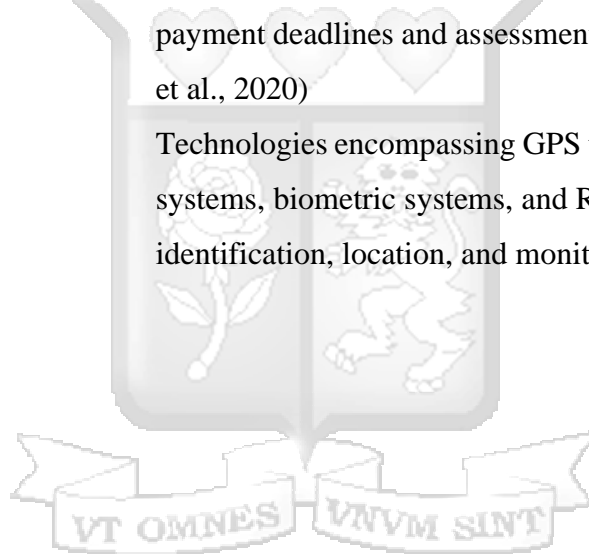 payment deadlines and assessmen
et al., 2020)
Technologies encompassing GPS
systems, biometric systems, and R
identification, location, and monit
VT OMNES VNVM SINT